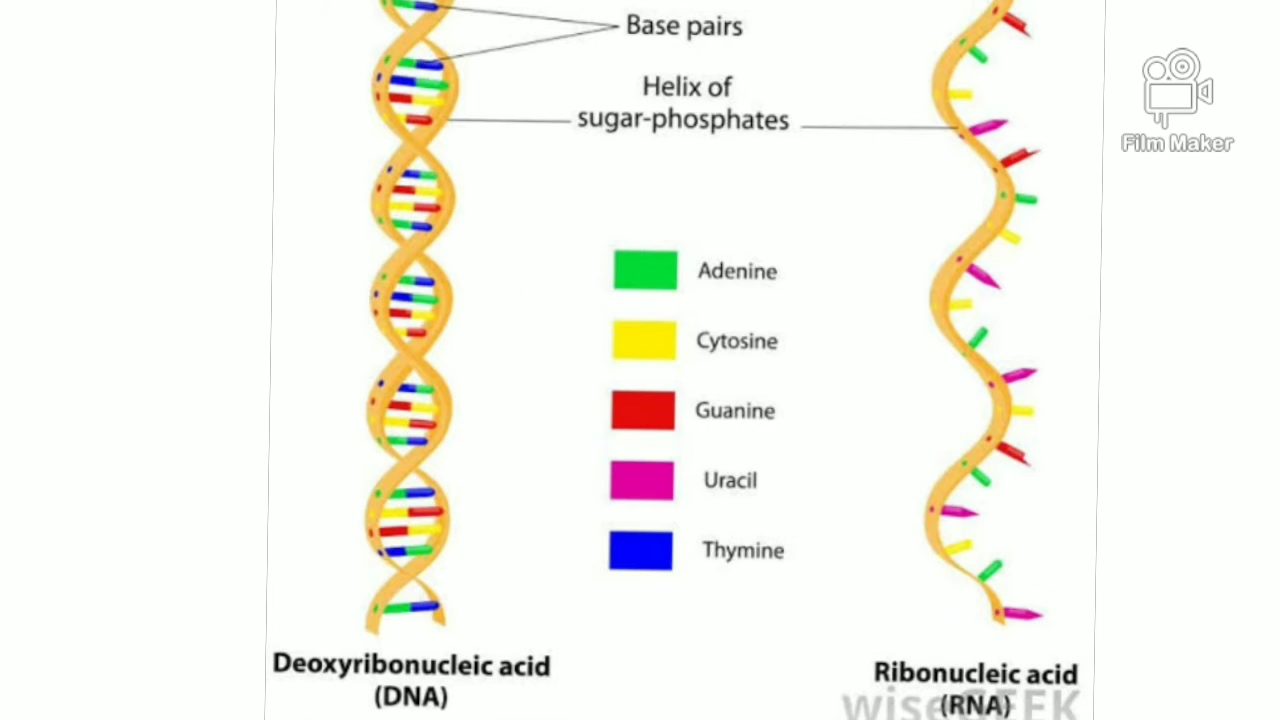 Base pairs
Helix of
sugar-phosphates
Film Maker
Adenine
Cytosine
Guanine
Uracil
Thymine
Deoxyribonucleic acid
(DNA)
Ribonucleic acid
(RNA)
wiseGEEK